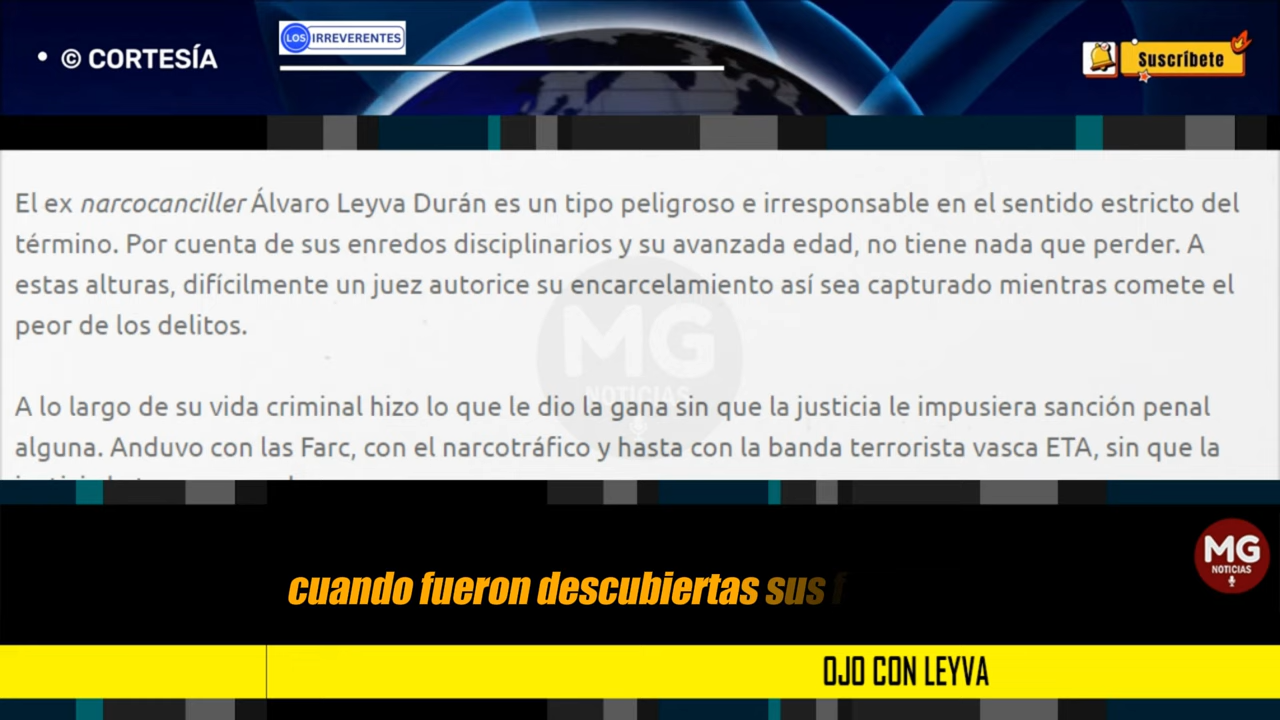 • © CORTESÍA
LOS IRREVERENTES
Suscríbete
El ex narcocanciller Álvaro Leyva Durán es un tipo peligroso e irresponsable en el sentido estricto del
término. Por cuenta de sus enredos disciplinarios y su avanzada edad, no tiene nada que perder. A
estas alturas, difícilmente un juez autorice su encarcelamiento así sea capturado mientras comete el
peor de los delitos.
A lo largo de su vida criminal hizo lo que le dio la gana sin que la justicia le impusiera sanción penal
alguna. Anduvo con las Farc, con el narcotráfico y hasta con la banda terrorista vasca ETA, sin que la
MG
NOTICIAS
cuando fueron descubiertas sus f
MG
NOTICIAS
OJO CON LEYVA